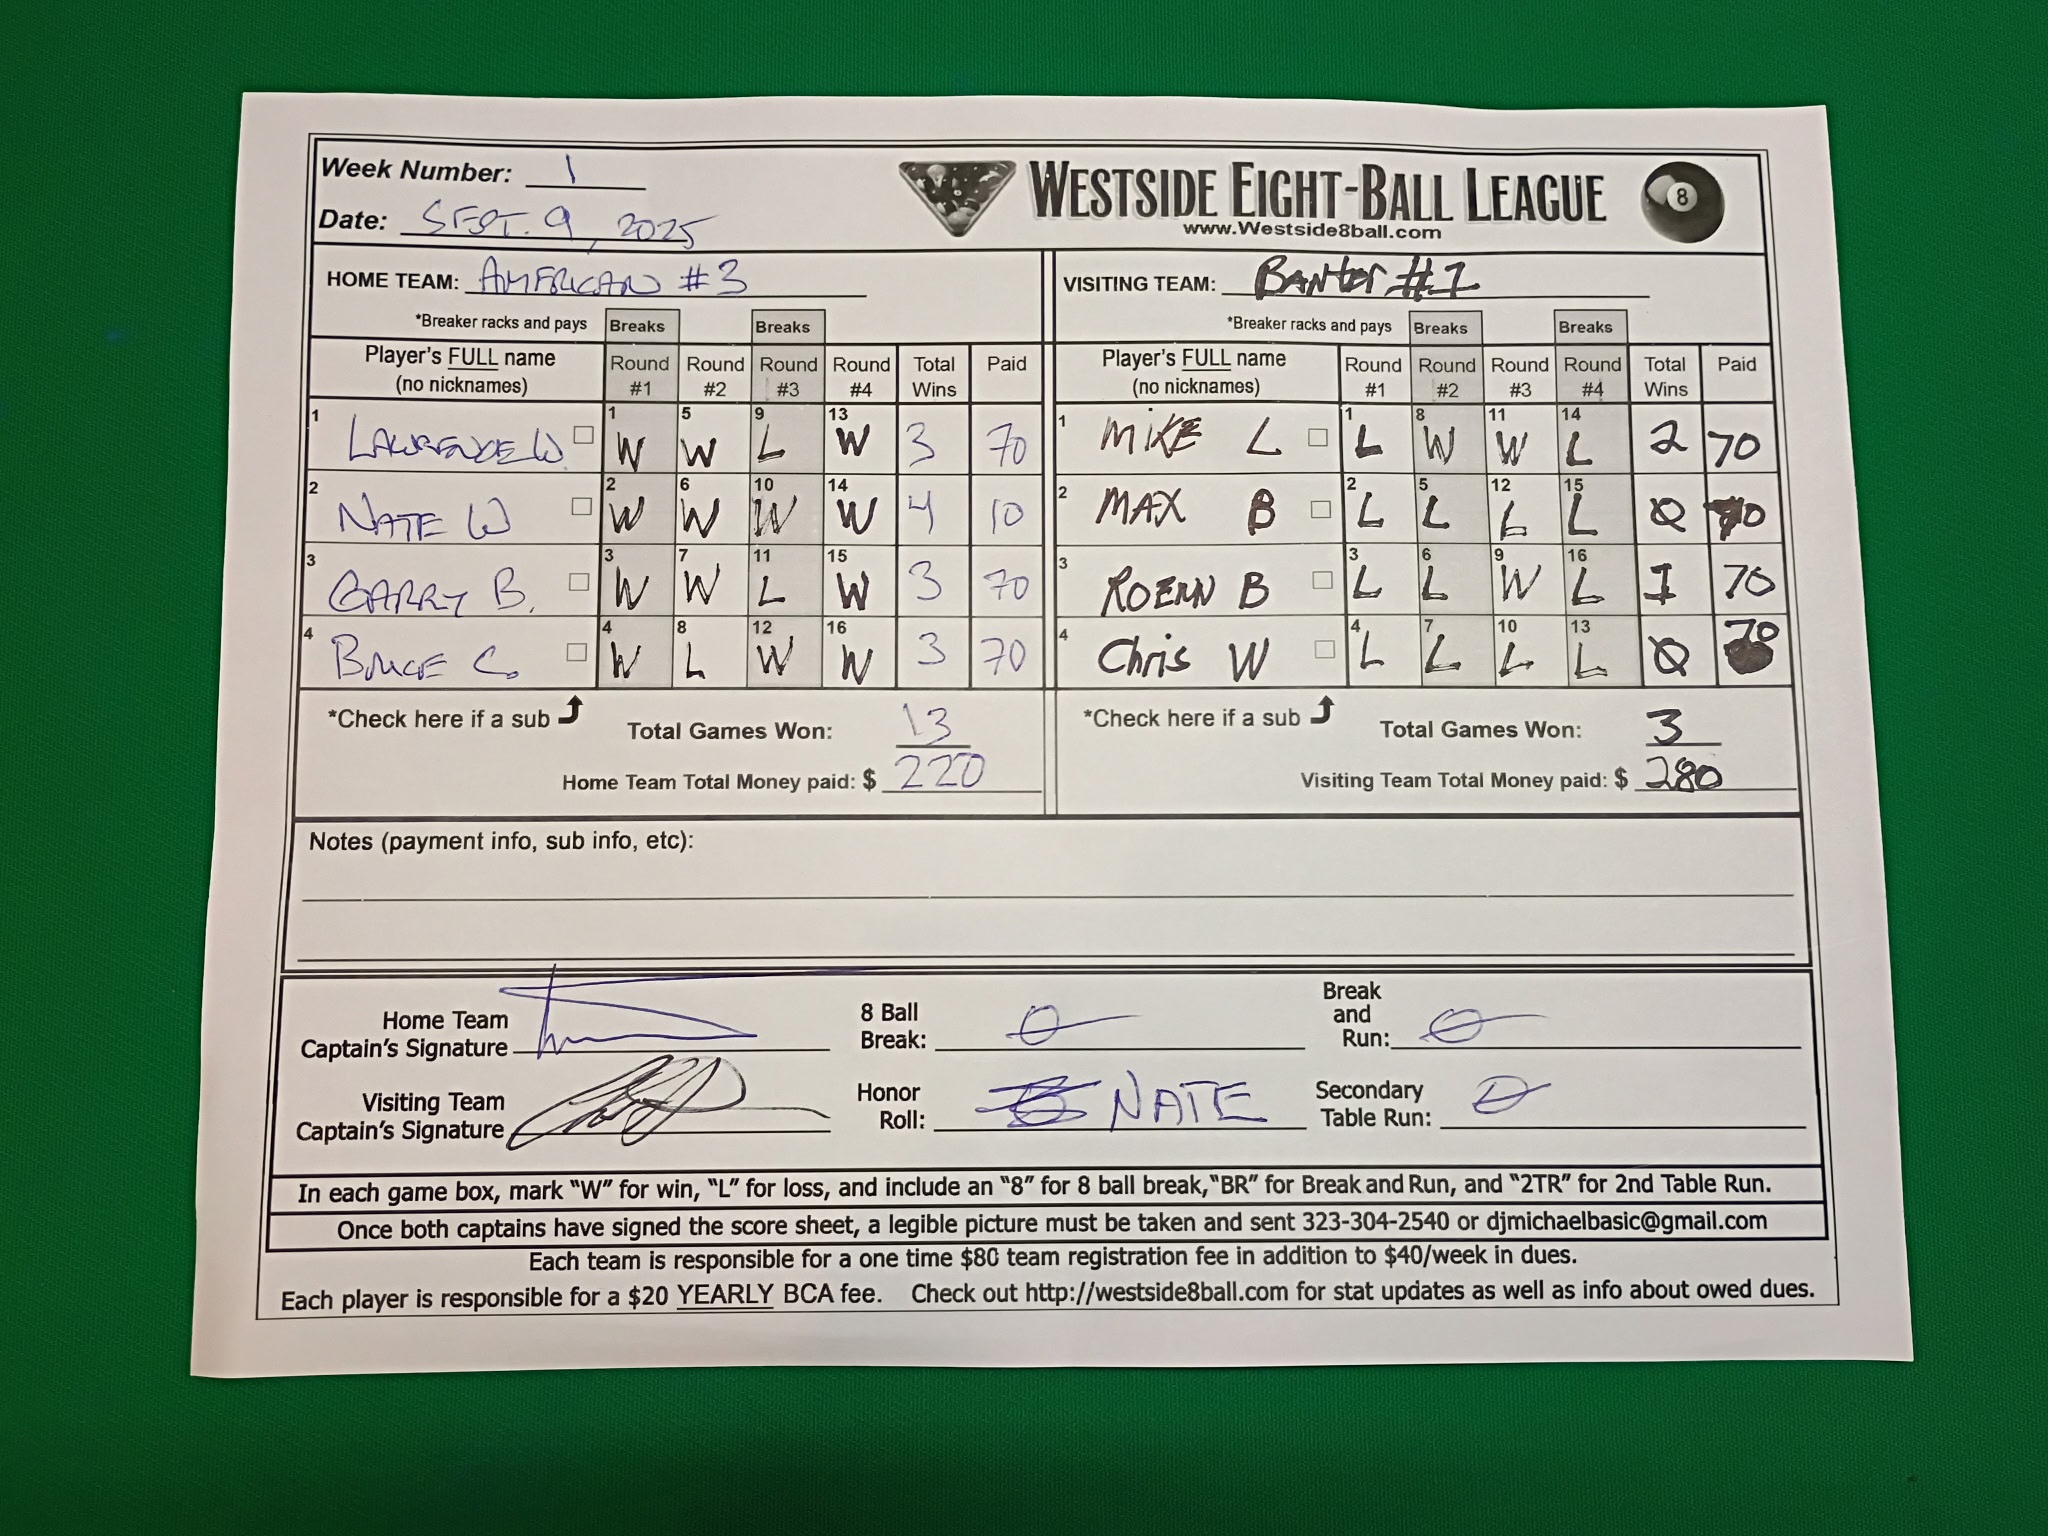 Week Number: 1
Date: SEPT. 9, 2025
WESTSIDE EIGHT-BALL LEAGUE
www.Westside8ball.com
8
HOME TEAM: AMERICAN #3
VISITING TEAM: BANter #1
*Breaker racks and pays Breaks Breaks
*Breaker racks and pays Breaks Breaks
Player's FULL name (no nicknames) Round #1 Round #2 Round #3 Round #4 Total Wins Paid
1 LAWRENCE W. 1 W 5 W 9 L 13 W 3 70
2 NATE W 2 W 6 W 10 W 14 W 4 10
3 GARRY B. 3 W 7 W 11 L 15 W 3 70
4 BRUCE C. 4 W 8 L 12 W 16 W 3 70
*Check here if a sub
Total Games Won: 13
Home Team Total Money paid: $ 220
Player's FULL name (no nicknames) Round #1 Round #2 Round #3 Round #4 Total Wins Paid
1 MiKE L 1 L 8 W 11 W 14 L 2 70
2 MAX B 2 L 5 L 12 L 15 L 0 70
3 ROENN B 3 L 6 L 9 W 16 L 1 70
4 Chris W 4 L 7 L 10 L 13 L 0 70
*Check here if a sub
Total Games Won: 3
Visiting Team Total Money paid: $ 280
Notes (payment info, sub info, etc):
Home Team Captain's Signature
8 Ball Break: 0
Break and Run: 0
Visiting Team Captain's Signature
Honor Roll: NATE
Secondary Table Run: 0
In each game box, mark "W" for win, "L" for loss, and include an "8" for 8 ball break,"BR" for Break and Run, and "2TR" for 2nd Table Run.
Once both captains have signed the score sheet, a legible picture must be taken and sent 323-304-2540 or djmichaelbasic@gmail.com
Each team is responsible for a one time $80 team registration fee in addition to $40/week in dues.
Each player is responsible for a $20 YEARLY BCA fee. Check out http://westside8ball.com for stat updates as well as info about owed dues.